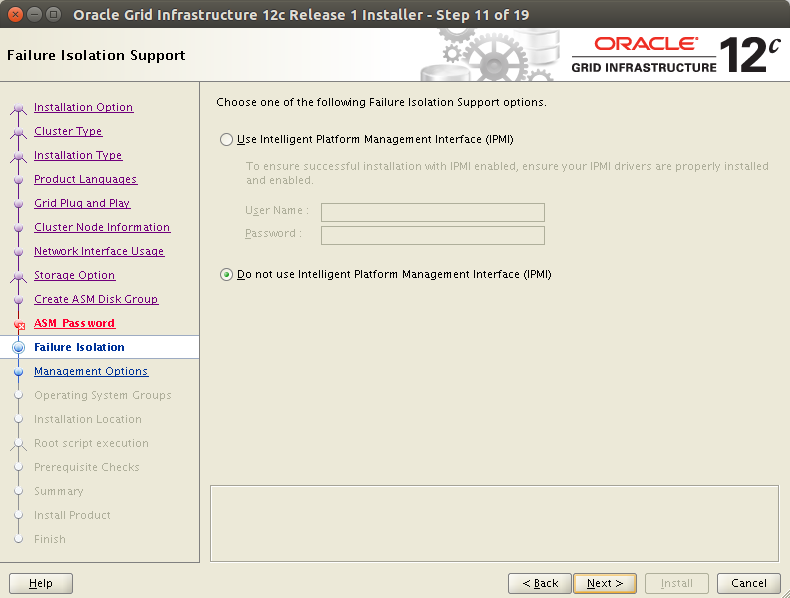 Oracle Grid Infrastructure 12c Release 1 Installer - Step 11 of 19
Failure Isolation Support
ORACLE®
GRID INFRASTRUCTURE
12c
Installation Option
Cluster Type
Installation Type
Product Languages
Grid Plug and Play
Cluster Node Information
Network Interface Usage
Storage Option
Create ASM Disk Group
ASM Password
Failure Isolation
Management Options
Operating System Groups
Installation Location
Root script execution
Prerequisite Checks
Summary
Install Product
Finish
Choose one of the following Failure Isolation Support options.
Use Intelligent Platform Management Interface (IPMI)
To ensure successful installation with IPMI enabled, ensure your IPMI drivers are properly installed
and enabled.
User Name :
Password :
Do not use Intelligent Platform Management Interface (IPMI)
Help
< Back
Next >
Install
Cancel